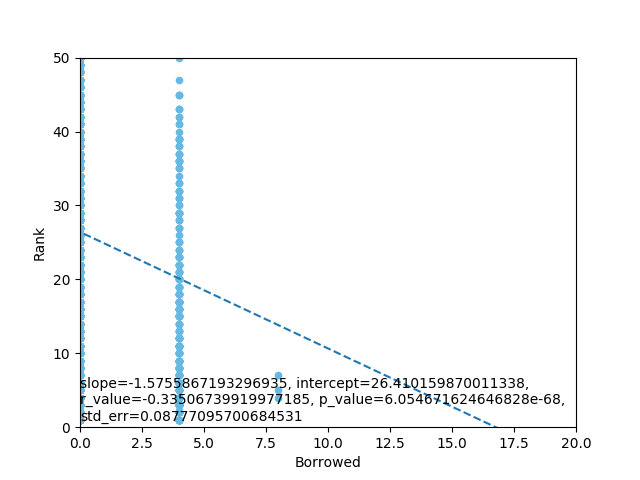 50
40
30
20
10
0
Rank
slope=-1.5755867193296935, intercept=26.410159870011338,
r_value=-0.33506739919977185, p_value=6.054671624646828e-68,
std_err=0.08777095700684531
0.0 2.5 5.0 7.5 10.0 12.5 15.0 17.5 20.0
Borrowed